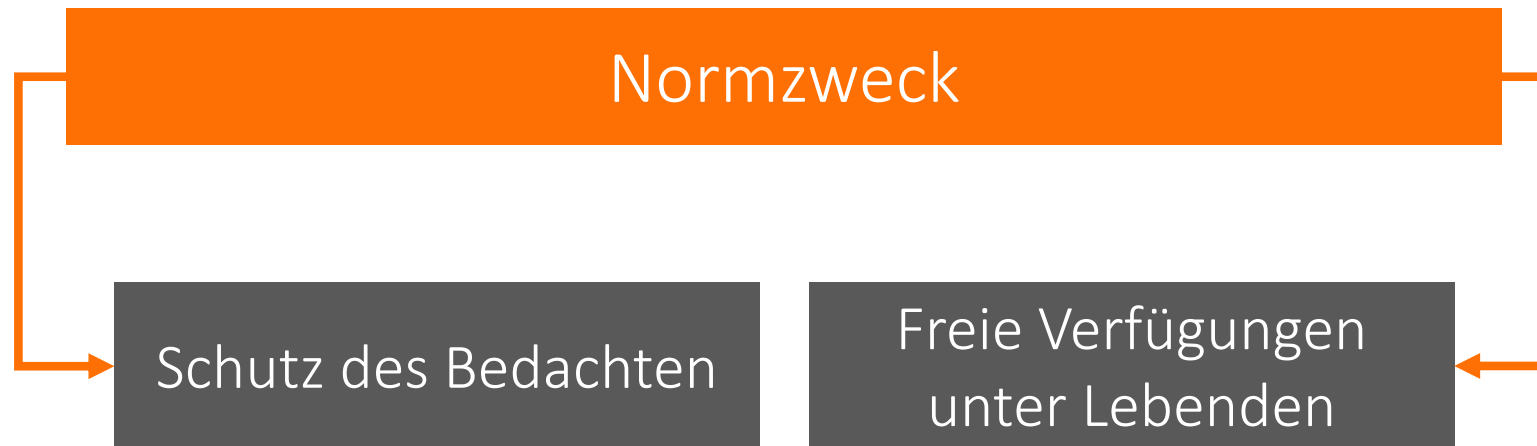 Normzweck
Schutz des Bedachten
Freie Verfügungen
unter Lebenden